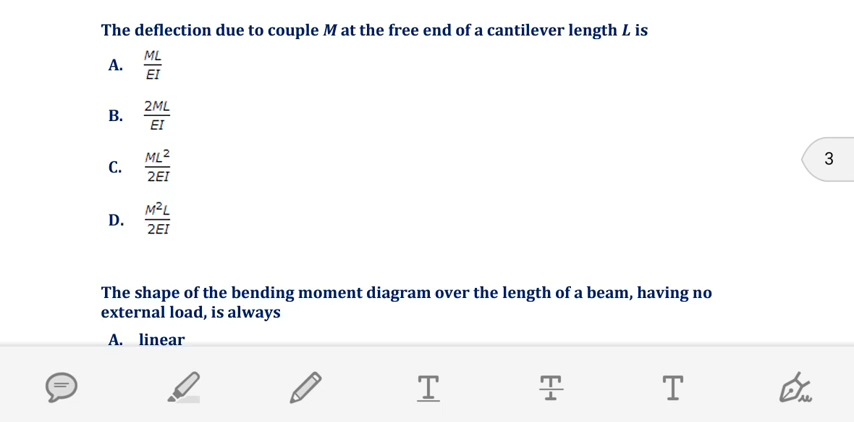 The deflection due to couple M at the free end of a cantilever length L is
A. ML/EI
B. 2ML/EI
C. ML²/2EI
D. M²L/2EI
3
The shape of the bending moment diagram over the length of a beam, having no
external load, is always
A. linear
T T T